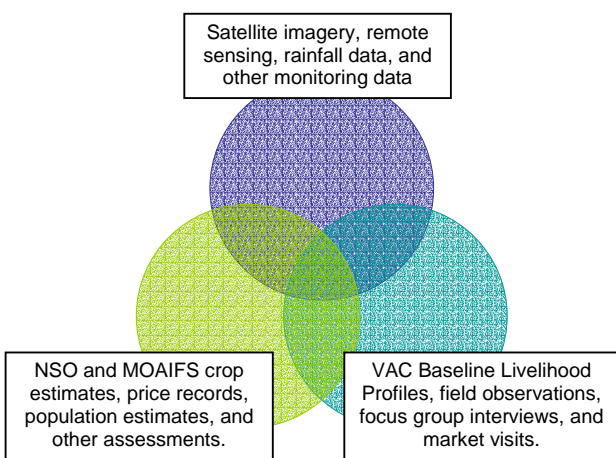 Satellite imagery, remote
sensing, rainfall data, and
other monitoring data
NSO and MOAIFS crop
estimates, price records,
population estimates, and
other assessments.
VAC Baseline Livelihood
Profiles, field observations,
focus group interviews, and
market visits.